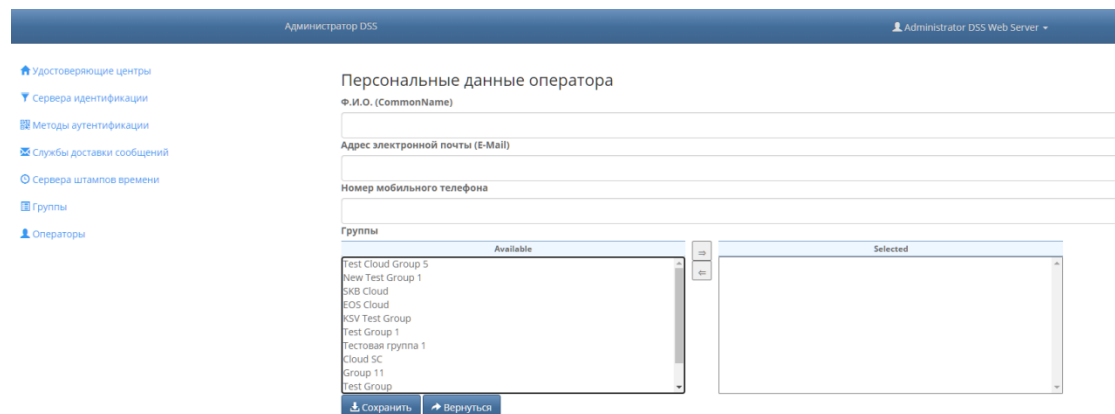 Администратор DSS
Administrator DSS Web Server
Удостоверяющие центры
Сервера идентификации
Методы аутентификации
Службы доставки сообщений
Сервера штампов времени
Группы
Операторы
Персональные данные оператора
Ф.И.О. (CommonName)
Адрес электронной почты (E-Mail)
Номер мобильного телефона
Группы
Available
Selected
Test Cloud Group 5
New Test Group 1
SKB Cloud
EOS Cloud
KSV Test Group
Test Group 1
Тестовая группа 1
Cloud SC
Group 11
Test Group
Сохранить
Вернуться